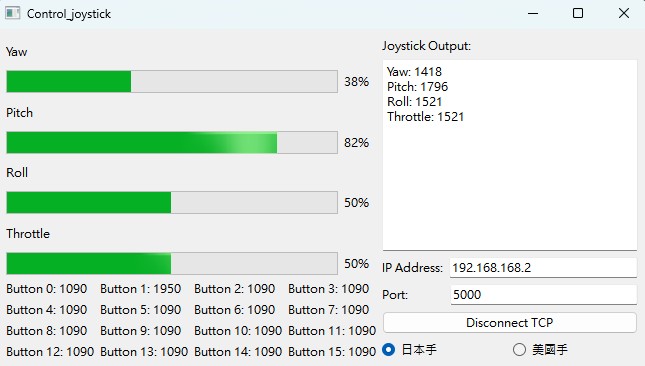 Control_joystick
Yaw
38%
Pitch
82%
Roll
50%
Throttle
50%
Button 0: 1090 Button 1: 1950 Button 2: 1090 Button 3: 1090
Button 4: 1090 Button 5: 1090 Button 6: 1090 Button 7: 1090
Button 8: 1090 Button 9: 1090 Button 10: 1090 Button 11: 1090
Button 12: 1090 Button 13: 1090 Button 14: 1090 Button 15: 1090
Joystick Output:
Yaw: 1418
Pitch: 1796
Roll: 1521
Throttle: 1521
IP Address: 192.168.168.2
Port: 5000
Disconnect TCP
日本手 美國手